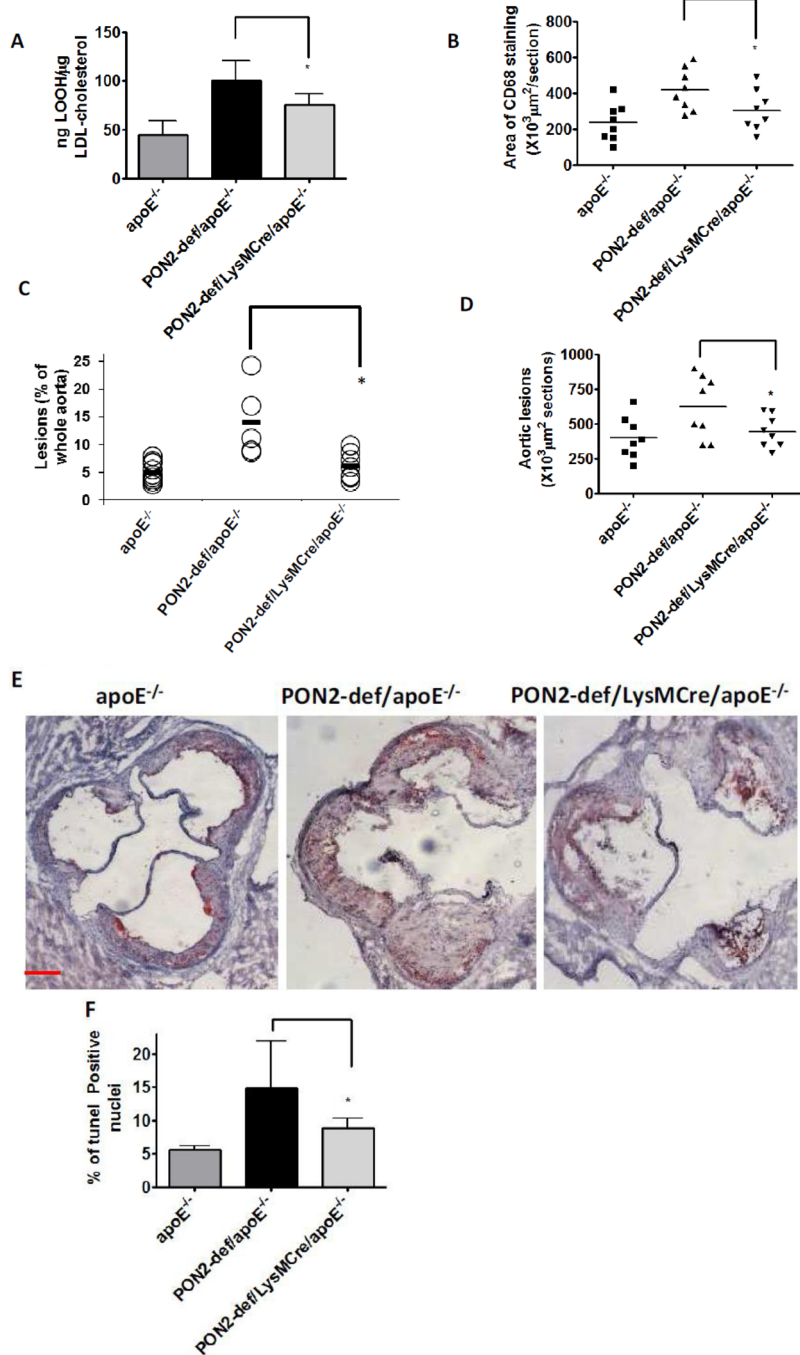 A
ng LOOH/µg
LDL-cholesterol
150
100
50
0
*
apoE-/-
PON2-def/apoE-/-
PON2-def/LysMCre/apoE-/-
B
Area of CD68 staining
(X10³µm²/section)
800
600
400
200
0
*
apoE-/-
PON2-def/apoE-/-
PON2-def/LysMCre/apoE-/-
C
Lesions (% of
whole aorta)
25
20
15
10
5
0
*
apoE-/-
PON2-def/apoE-/-
PON2-def/LysMCre/apoE-/-
D
Aortic lesions
(X10³µm² sections)
1000
750
500
250
0
*
apoE-/-
PON2-def/apoE-/-
PON2-def/LysMCre/apoE-/-
E
apoE-/-
PON2-def/apoE-/-
PON2-def/LysMCre/apoE-/-
F
% of tunel Positive
nuclei
20
15
10
5
0
*
apoE-/-
PON2-def/apoE-/-
PON2-def/LysMCre/apoE-/-